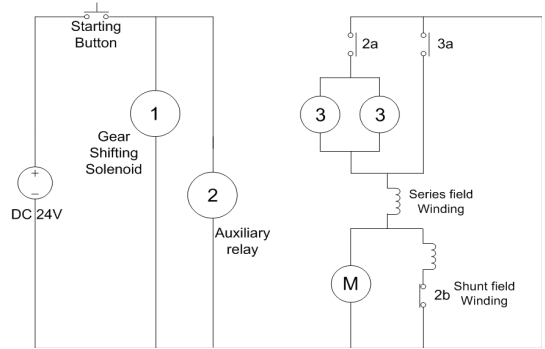 Starting
Button
1
Gear
Shifting
Solenoid
+
−
DC 24V
2
Auxiliary
relay
2a
3a
3
3
Series field
Winding
M
2b
Shunt field
Winding